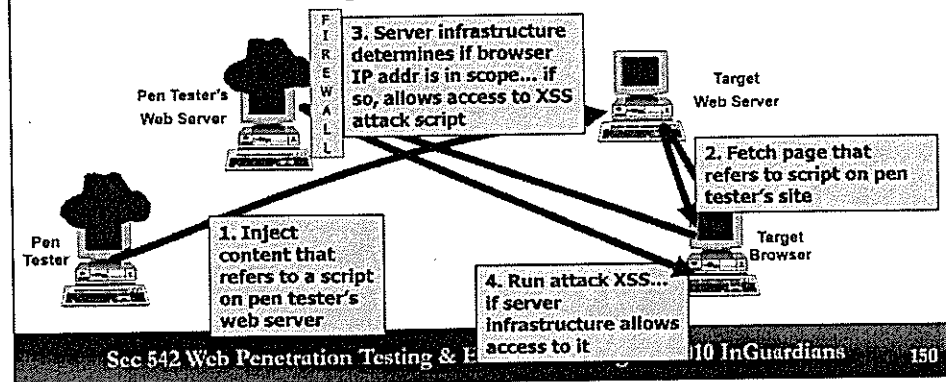 F
I
R
E
W
A
L
L
3. Server infrastructure
determines if browser
IP addr is in scope... if
so, allows access to XSS
attack script
Pen Tester's
Web Server
Target
Web Server
2. Fetch page that
refers to script on pen
tester's site
Pen
Tester
1. Inject
content that
refers to a script
on pen tester's
web server
Target
Browser
4. Run attack XSS...
if server
infrastructure allows
access to it
Sec 542 Web Penetration Testing & E
10 InGuardians
150